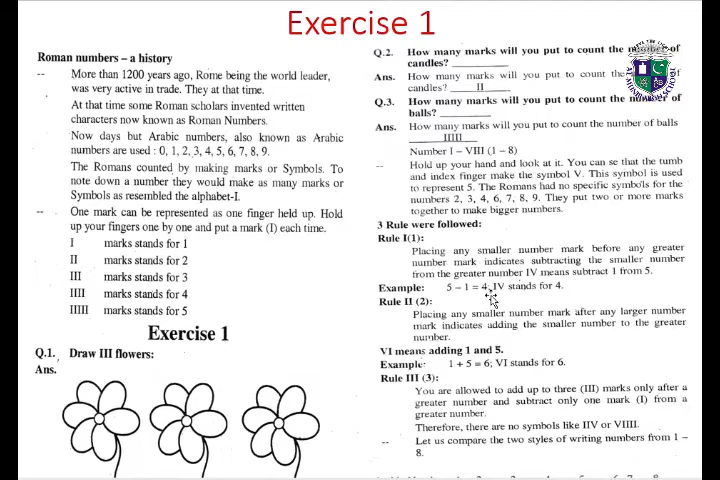 Exercise 1
Roman numbers – a history
-- More than 1200 years ago, Rome being the world leader,
was very active in trade. They at that time.
At that time some Roman scholars invented written
characters now known as Roman Numbers.
Now days but Arabic numbers, also known as Arabic
numbers are used : 0, 1, 2, 3, 4, 5, 6, 7, 8, 9.
The Romans counted by making marks or Symbols. To
note down a number they would make as many marks or
Symbols as resembled the alphabet-I.
-- One mark can be represented as one finger held up. Hold
up your fingers one by one and put a mark (I) each time.
I marks stands for 1
II marks stands for 2
III marks stands for 3
IIII marks stands for 4
IIIII marks stands for 5
Exercise 1
Q.1. Draw III flowers:
Ans.
Q.2. How many marks will you put to count the number of
candles? __________
Ans. How many marks will you put to count the number of
candles? ____II____
Q.3. How many marks will you put to count the number of
balls? __________
Ans. How many marks will you put to count the number of balls
______IIIII______
Number I – VIII (1 – 8)
-- Hold up your hand and look at it. You can se that the tumb
and index finger make the symbol V. This symbol is used
to represent 5. The Romans had no specific symbols for the
numbers 2, 3, 4, 6, 7, 8, 9. They put two or more marks
together to make bigger numbers.
3 Rule were followed:
Rule I(1):
Placing any smaller number mark before any greater
number mark indicates subtracting the smaller number
from the greater number IV means subtract 1 from 5.
Example: 5 – 1 = 4; IV stands for 4.
Rule II (2):
Placing any smaller number mark after any larger number
mark indicates adding the smaller number to the greater
number.
VI means adding 1 and 5.
Example: 1 + 5 = 6; VI stands for 6.
Rule III (3):
You are allowed to add up to three (III) marks only after a
greater number and subtract only one mark (I) from a
greater number.
Therefore, there are no symbols like IIV or VIIII.
-- Let us compare the two styles of writing numbers from 1 –
8.